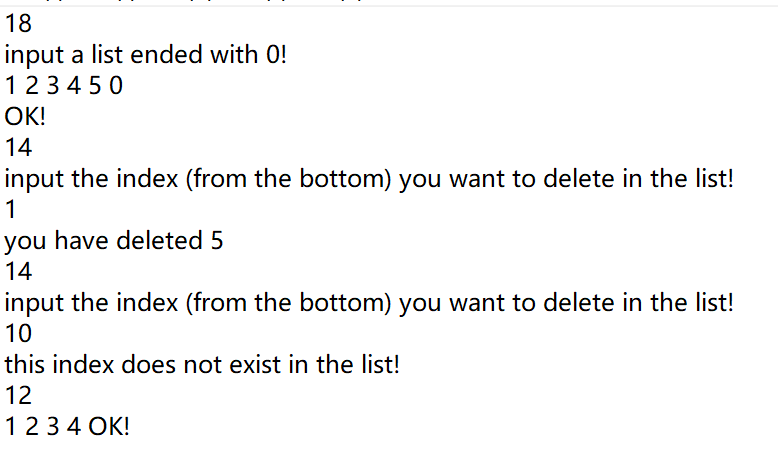 18
input a list ended with 0!
1 2 3 4 5 0
OK!
14
input the index (from the bottom) you want to delete in the list!
1
you have deleted 5
14
input the index (from the bottom) you want to delete in the list!
10
this index does not exist in the list!
12
1 2 3 4 OK!